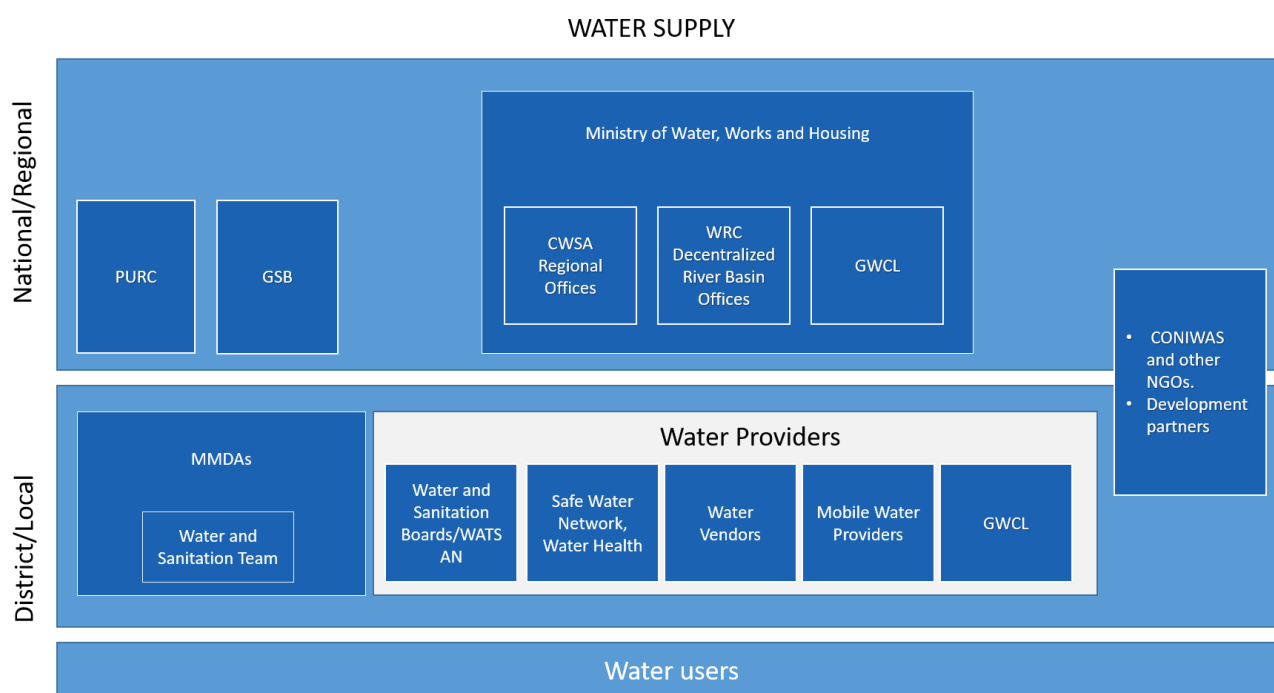 WATER SUPPLY
National/Regional
Ministry of Water, Works and Housing
PURC
GSB
CWSA
Regional
Offices
WRC
Decentralized
River Basin
Offices
GWCL
• CONIWAS
and other
NGOs.
• Development
partners
District/Local
MMDAs
Water and
Sanitation Team
Water Providers
Water and
Sanitation
Boards/WATS
AN
Safe Water
Network,
Water Health
Water
Vendors
Mobile Water
Providers
GWCL
Water users